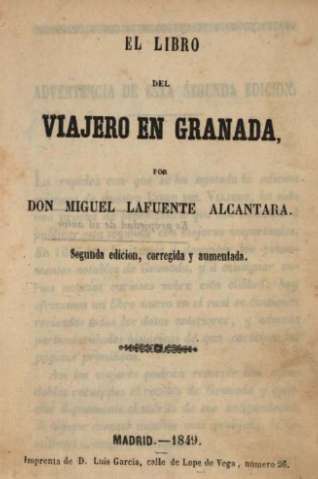 EL LIBRO
DEL
VIAJERO EN GRANADA,
POR
DON MIGUEL LAFUENTE ALCANTARA.
Segunda edicion, corregida y aumentada.
MADRID.—1849.
Imprenta de D. Luis Garcia, calle de Lope de Vega, número 26.